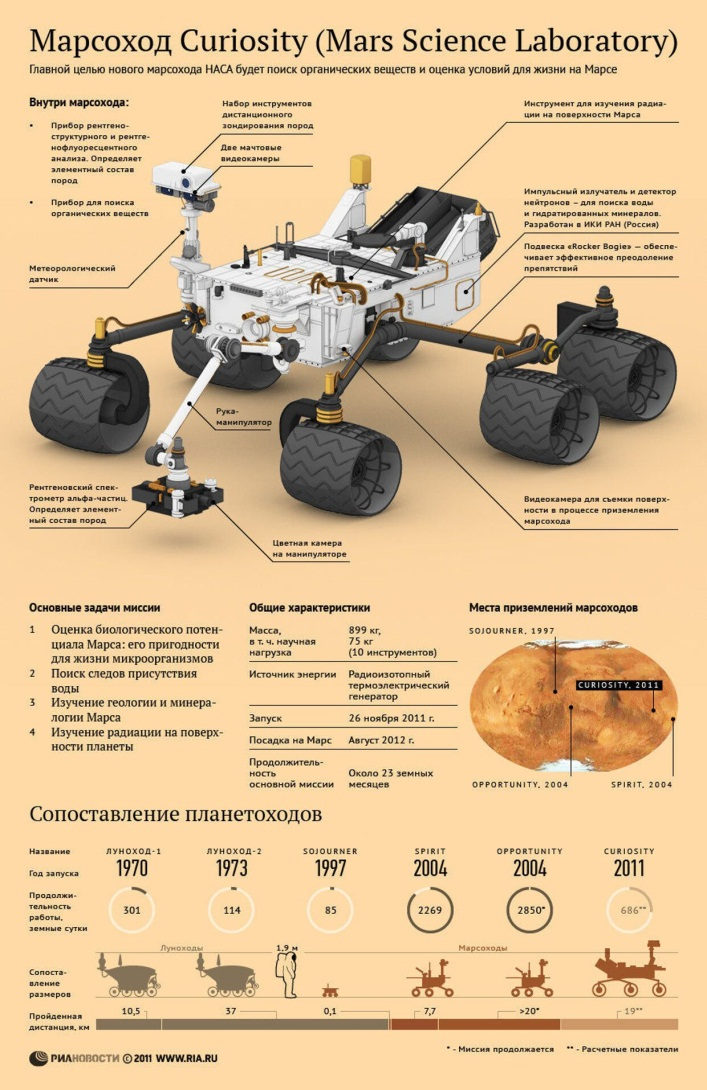 Марсоход Curiosity (Mars Science Laboratory)
Главной целью нового марсохода НАСА будет поиск органических веществ и оценка условий для жизни на Марсе
Внутри марсохода:
• Прибор рентгено-
структурного и рентге-
нофлуоресцентного
анализа. Определяет
элементный состав
пород
• Прибор для поиска
органических веществ
Набор инструментов
дистанционного
зондирования пород
Две мачтовые
видеокамеры
Инструмент для изучения радиа-
ции на поверхности Марса
Импульсный излучатель и детектор
нейтронов – для поиска воды
и гидратированных минералов.
Разработан в ИКИ РАН (Россия)
Подвеска «Rocker Bogie» — обеспе-
чивает эффективное преодоление
препятствий
Метеорологический
датчик
Рука-
манипулятор
Рентгеновский спек-
трометр альфа-частиц.
Определяет элемент-
ный состав пород
Цветная камера
на манипуляторе
Видеокамера для съемки поверх-
ности в процессе приземления
марсохода
Основные задачи миссии
1 Оценка биологического потен-
циала Марса: его пригодности
для жизни микроорганизмов
2 Поиск следов присутствия
воды
3 Изучение геологии и минера-
логии Марса
4 Изучение радиации на поверх-
ности планеты
Общие характеристики
Масса, 899 кг,
в т. ч. научная 75 кг
нагрузка (10 инструментов)
Источник энергии Радиоизотопный
термоэлектрический
генератор
Запуск 26 ноября 2011 г.
Посадка на Марс Август 2012 г.
Продолжитель-
ность Около 23 земных
основной миссии месяцев
Места приземлений марсоходов
SOJOURNER, 1997
CURIOSITY, 2011
OPPORTUNITY, 2004 SPIRIT, 2004
Сопоставление планетоходов
Название ЛУНОХОД-1 ЛУНОХОД-2 SOJOURNER SPIRIT OPPORTUNITY CURIOSITY
Год запуска 1970 1973 1997 2004 2004 2011
Продолжи-
тельность
работы,
земные сутки
301 114 85 2269 2850* 686**
Луноходы 1,9 м Марсоходы
Сопоста-
вление
размеров
Пройденная
дистанция, км
10,5 37 0,1 7,7 >20* 19**
* - Миссия продолжается ** - Расчетные показатели
РИАНОВОСТИ © 2011 WWW.RIA.RU